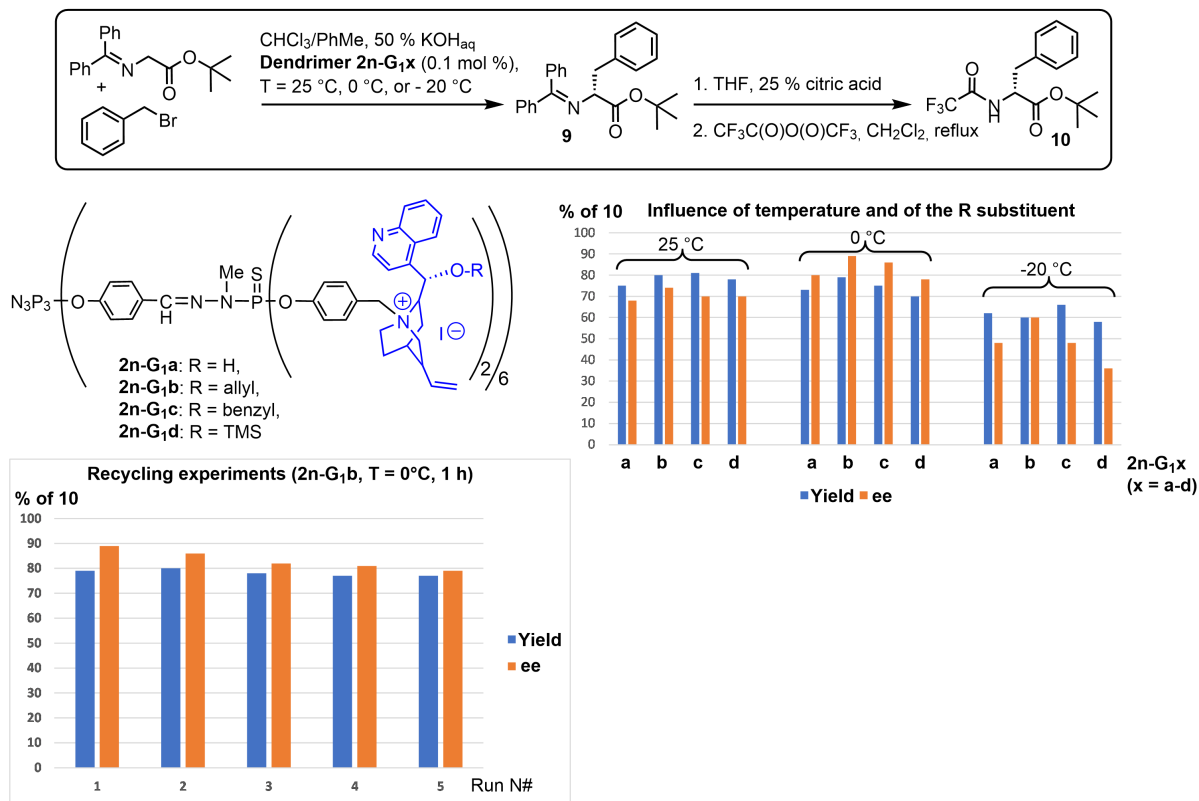 Ph
Ph
N
O
O
+
Br
CHCl3/PhMe, 50 % KOHaq
Dendrimer 2n-G1x (0.1 mol %),
T = 25 °C, 0 °C, or - 20 °C
Ph
Ph
N
O
O
9
1. THF, 25 % citric acid
2. CF3C(O)O(O)CF3, CH2Cl2, reflux
O
F3C
N
H
O
O
10
N3P3
O
H
N
N
Me
S
P
O
N
O-R
+
N
I
–
2
6
2n-G1a: R = H,
2n-G1b: R = allyl,
2n-G1c: R = benzyl,
2n-G1d: R = TMS
% of 10
Influence of temperature and of the R substituent
100
90
80
70
60
50
40
30
20
10
0
25 °C
0 °C
-20 °C
a b c d a b c d a b c d
2n-G1x
(x = a-d)
Yield ee
Recycling experiments (2n-G1b, T = 0°C, 1 h)
% of 10
100
90
80
70
60
50
40
30
20
10
0
1 2 3 4 5 Run N#
Yield
ee